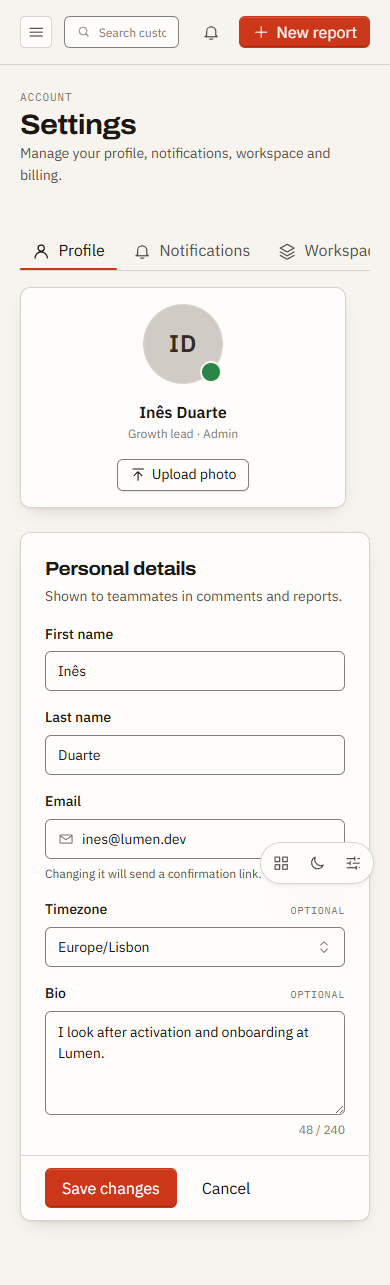 Search custo
New report
ACCOUNT
Settings
Manage your profile, notifications, workspace and
billing.
Profile
Notifications
Workspac
ID
Inês Duarte
Growth lead · Admin
Upload photo
Personal details
Shown to teammates in comments and reports.
First name
Inês
Last name
Duarte
Email
ines@lumen.dev
Changing it will send a confirmation link.
Timezone
OPTIONAL
Europe/Lisbon
Bio
OPTIONAL
I look after activation and onboarding at
Lumen.
48 / 240
Save changes
Cancel